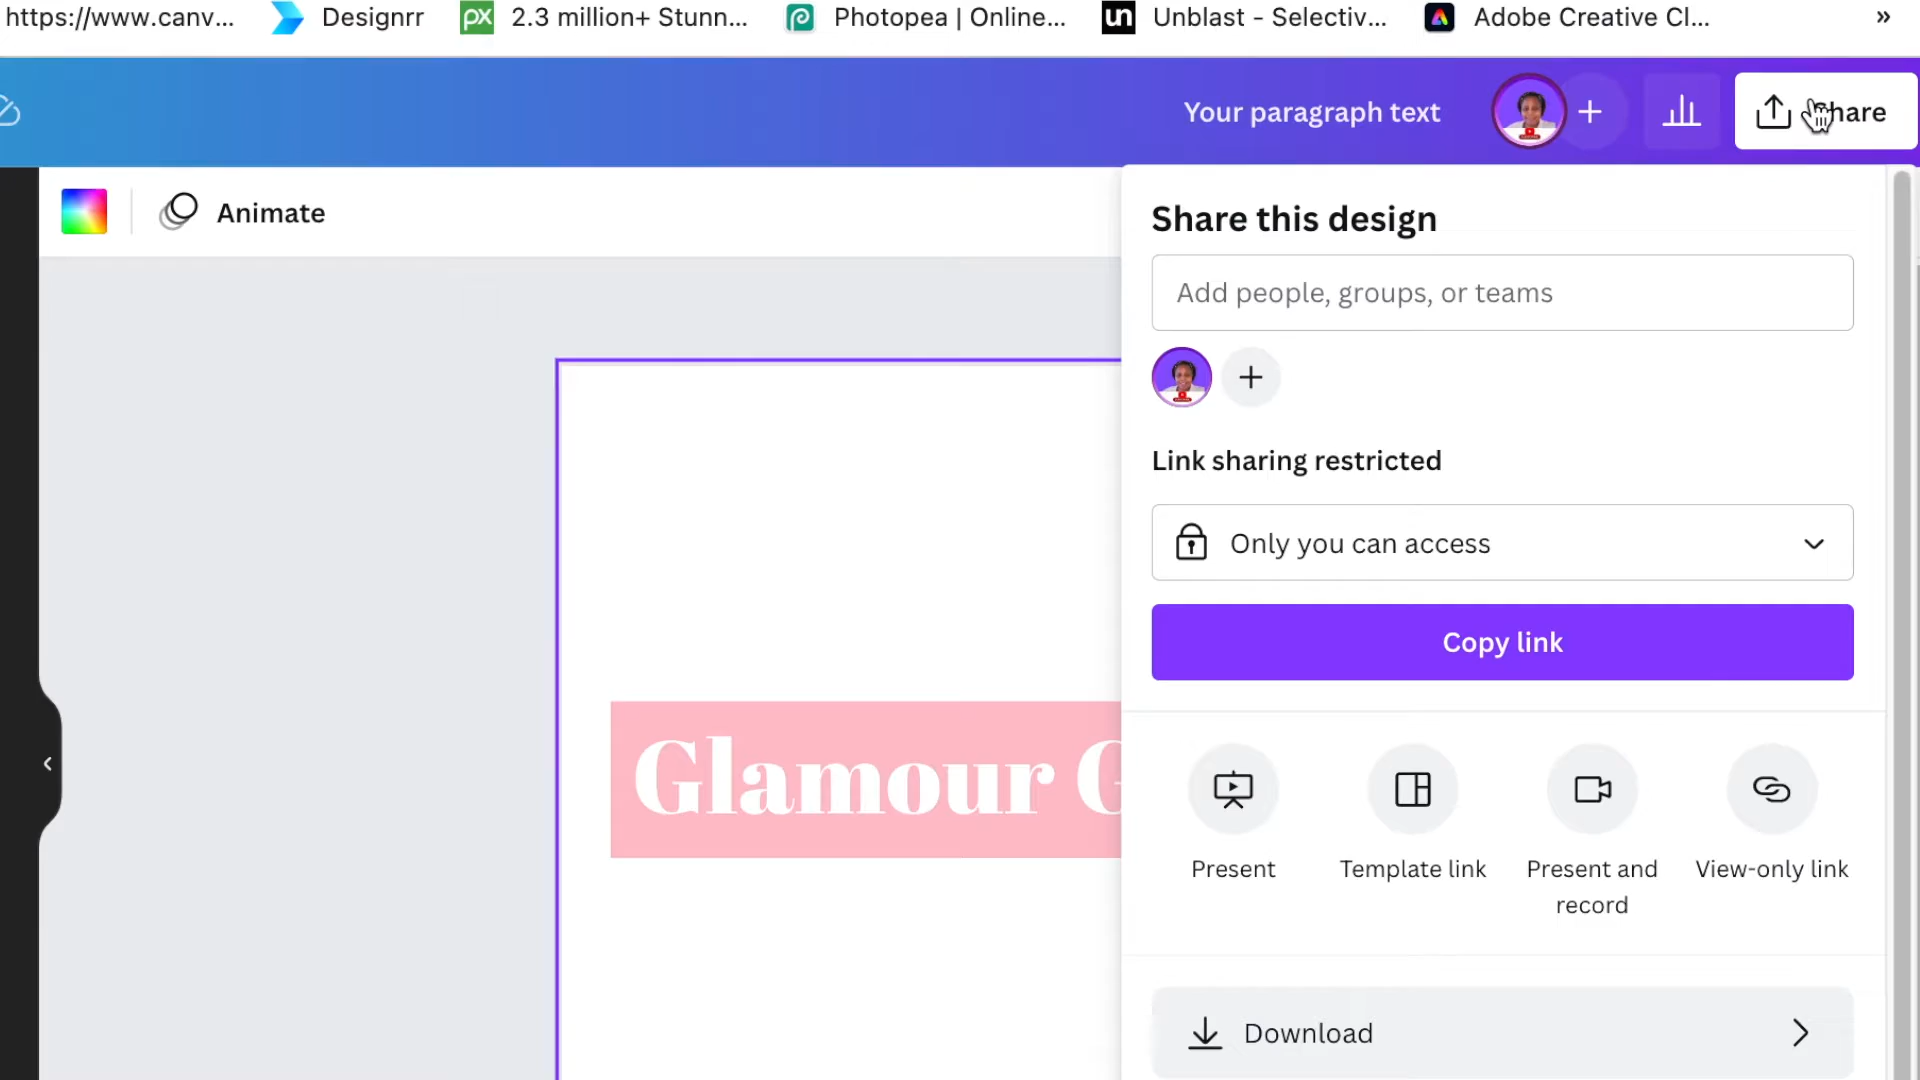 https://www.canv...
Designrr
px
2.3 million+ Stunn...
Photopea | Online...
un
Unblast - Selectiv...
Adobe Creative Cl...
»
Your paragraph text
+
Share
Animate
Share this design
Add people, groups, or teams
+
Link sharing restricted
Only you can access
Copy link
Glamour G
Present
Template link
Present and
record
View-only link
Download